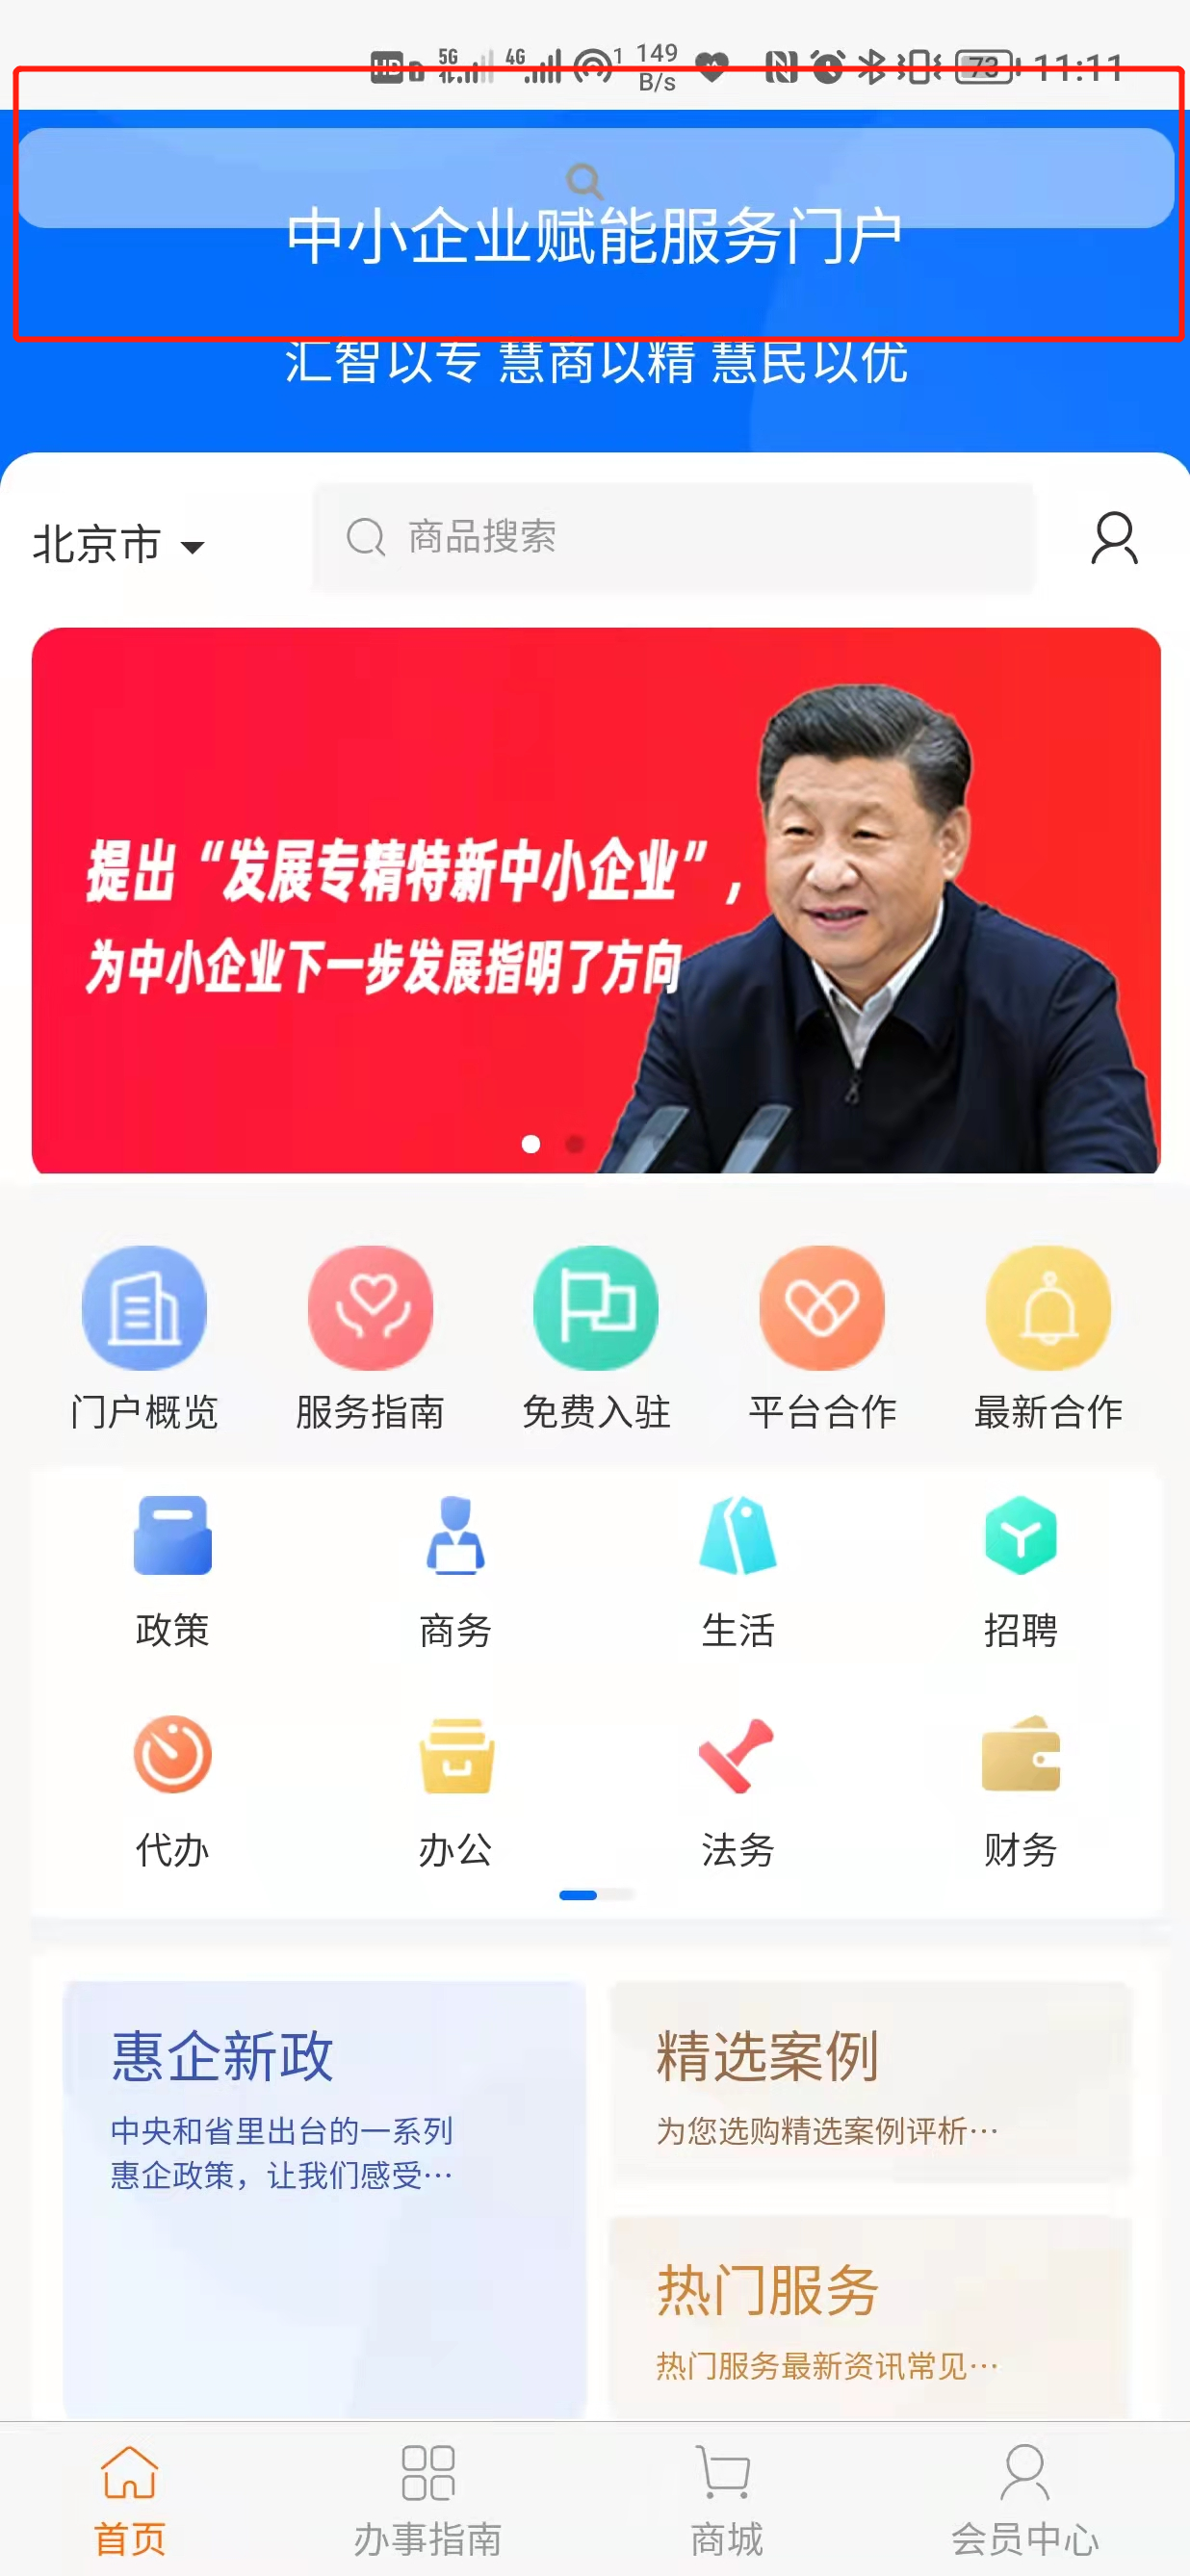 HD 5G 4G 1 149 B/s 73 11:11
中小企业赋能服务门户
汇智以专 慧商以精 慧民以优
北京市
商品搜索
提出“发展专精特新中小企业”，
为中小企业下一步发展指明了方向
门户概览 服务指南 免费入驻 平台合作 最新合作
政策 商务 生活 招聘
代办 办公 法务 财务
惠企新政
中央和省里出台的一系列
惠企政策，让我们感受…
精选案例
为您选购精选案例评析…
热门服务
热门服务最新资讯常见…
首页 办事指南 商城 会员中心